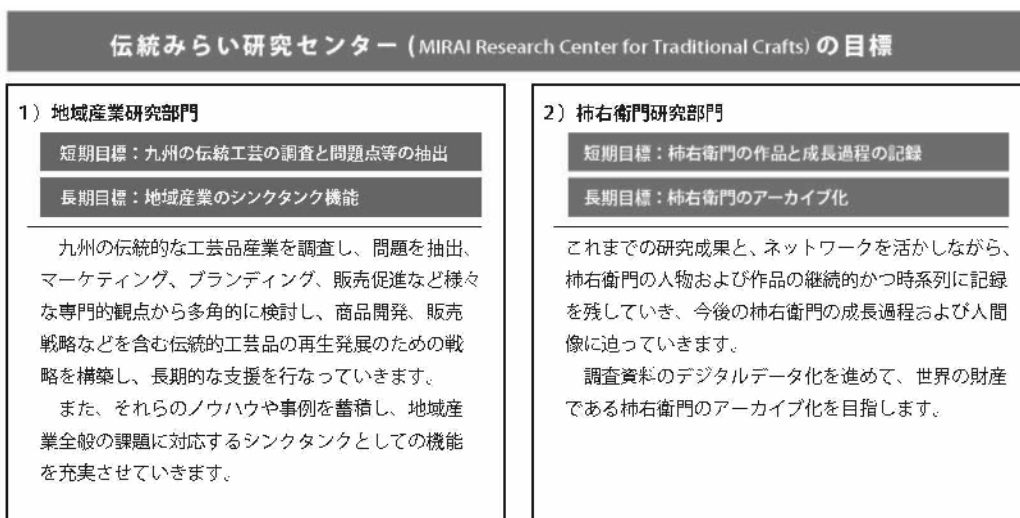 伝統みらい研究センター (MIRAI Research Center for Traditional Crafts) の目標
1）地域産業研究部門
短期目標：九州の伝統工芸の調査と問題点等の抽出
長期目標：地域産業のシンクタンク機能
九州の伝統的な工芸品産業を調査し、問題を抽出、
マーケティング、ブランディング、販売促進など様々
な専門的観点から多角的に検討し、商品開発、販売
戦略などを含む伝統的工芸品の再生発展のための戦
略を構築し、長期的な支援を行なっていきます。
また、それらのノウハウや事例を蓄積し、地域産
業全般の課題に対応するシンクタンクとしての機能
を充実させていきます。
2）柿右衛門研究部門
短期目標：柿右衛門の作品と成長過程の記録
長期目標：柿右衛門のアーカイブ化
これまでの研究成果と、ネットワークを活かしながら、
柿右衛門の人物および作品の継続的かつ時系列に記録
を残していき、今後の柿右衛門の成長過程および人間
像に迫っていきます。
調査資料のデジタルデータ化を進めて、世界の財産
である柿右衛門のアーカイブ化を目指します。